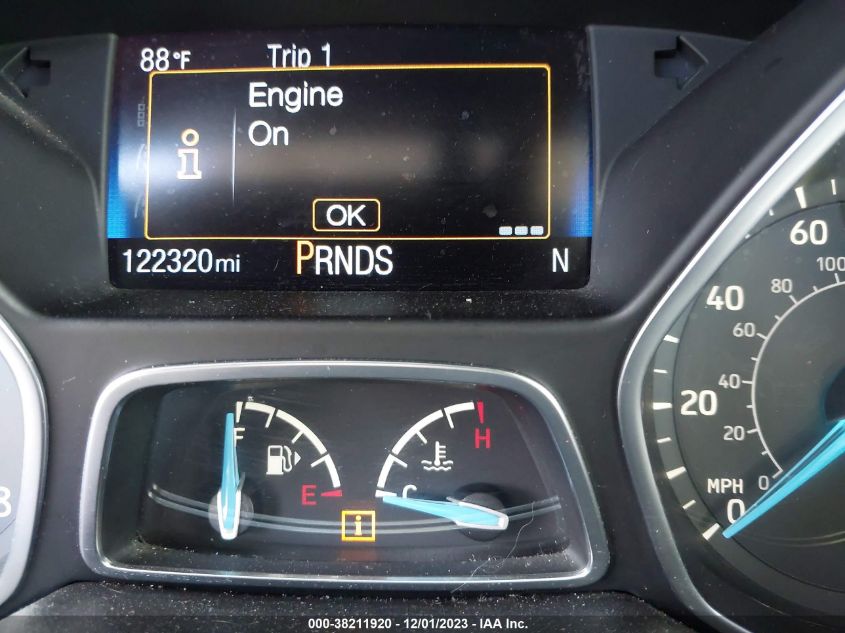 88°F Trip 1
Engine
On
OK
122320mi PRNDS N
F E
C H
MPH 0 20 40 60
0 20 40 60 80 100
8
000-38211920 - 12/01/2023 - IAA Inc.